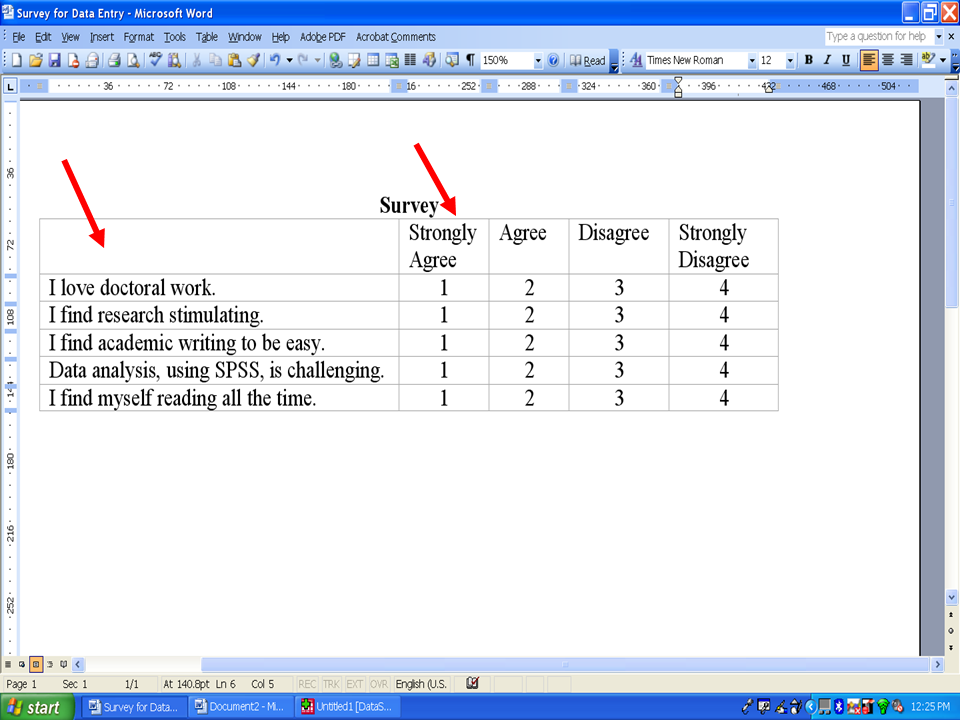 Survey for Data Entry - Microsoft Word
File Edit View Insert Format Tools Table Window Help Adobe PDF Acrobat Comments Type a question for help
150% Read Times New Roman 12 B I U
36 72 108 144 180 16 252 288 324 360 396 432 468 504
Survey
Strongly Agree Agree Disagree Strongly Disagree
I love doctoral work. 1 2 3 4
I find research stimulating. 1 2 3 4
I find academic writing to be easy. 1 2 3 4
Data analysis, using SPSS, is challenging. 1 2 3 4
I find myself reading all the time. 1 2 3 4
36
72
108
180
216
252
Page 1 Sec 1 1/1 At 140.8pt Ln 6 Col 5 REC TRK EXT OVR English (U.S.
start Survey for Data... Document2 - Mi... Untitled1 [DataS... 12:25 PM